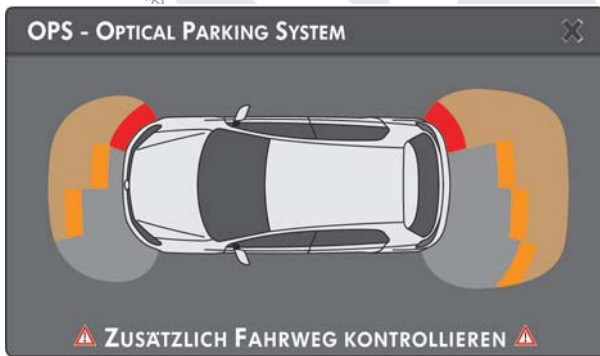 OPS - OPTICAL PARKING SYSTEM
ZUSÄTZLICH FAHRWEG KONTROLLIEREN